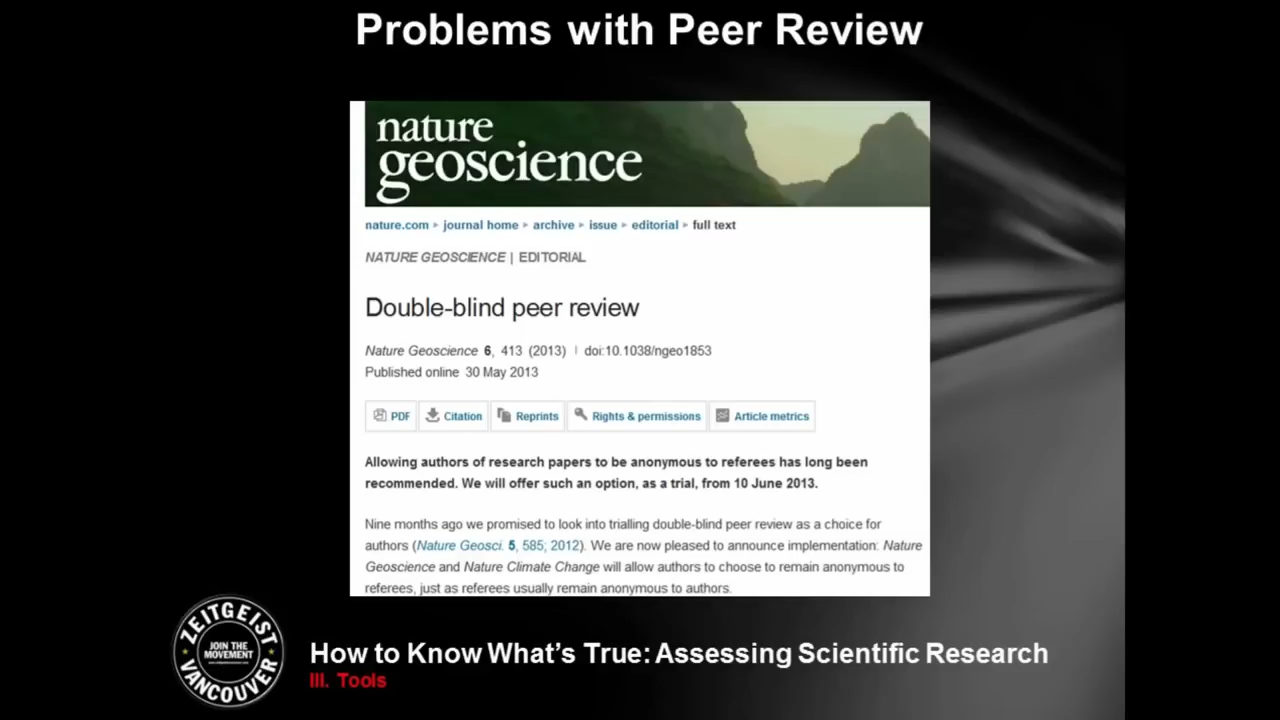 Problems with Peer Review
nature
geoscience
nature.com ▸ journal home ▸ archive ▸ issue ▸ editorial ▸ full text
NATURE GEOSCIENCE | EDITORIAL
Double-blind peer review
Nature Geoscience 6, 413 (2013) | doi:10.1038/ngeo1853
Published online 30 May 2013
PDF Citation Reprints Rights & permissions Article metrics
Allowing authors of research papers to be anonymous to referees has long been
recommended. We will offer such an option, as a trial, from 10 June 2013.
Nine months ago we promised to look into trialling double-blind peer review as a choice for
authors (Nature Geosci. 5, 585; 2012). We are now pleased to announce implementation: Nature
Geoscience and Nature Climate Change will allow authors to choose to remain anonymous to
referees, just as referees usually remain anonymous to authors.
ZEITGEIST
JOIN THE
MOVEMENT
VANCOUVER
How to Know What's True: Assessing Scientific Research
III. Tools